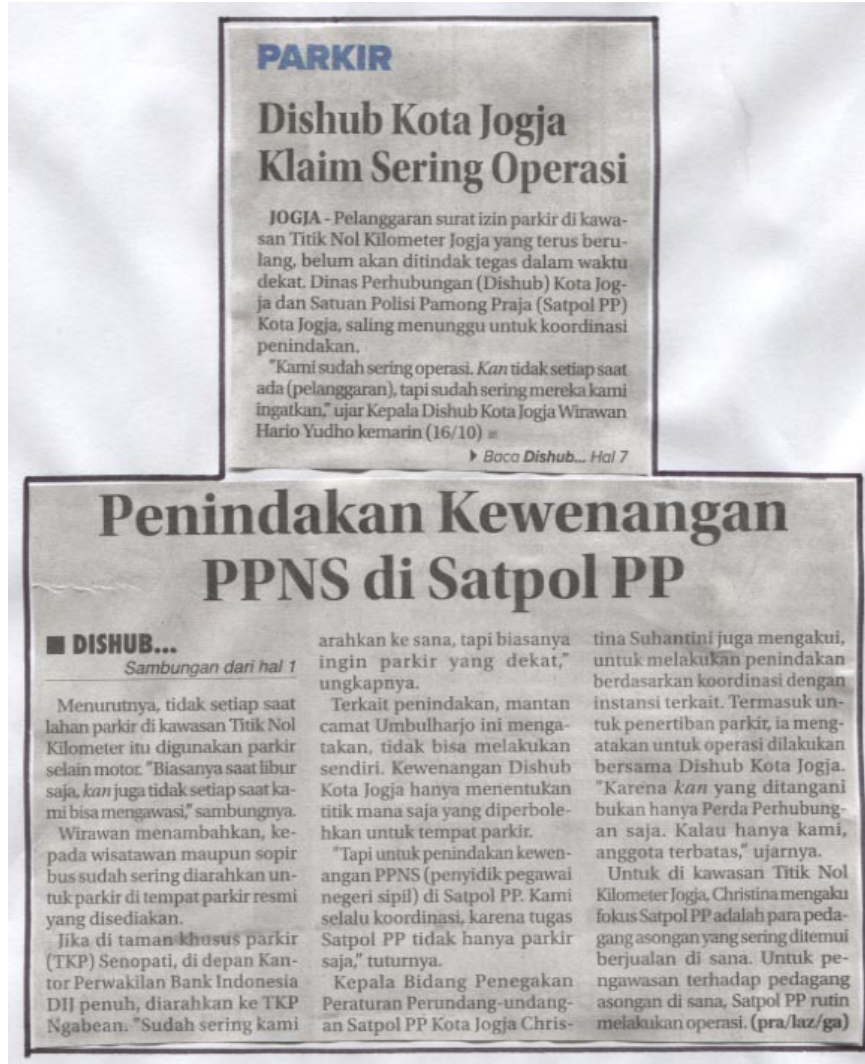 PARKIR
Dishub Kota Jogja
Klaim Sering Operasi
JOGJA - Pelanggaran surat izin parkir di kawa-
san Titik Nol Kilometer Jogja yang terus beru-
lang, belum akan ditindak tegas dalam waktu
dekat. Dinas Perhubungan (Dishub) Kota Jog-
ja dan Satuan Polisi Pamong Praja (Satpol PP)
Kota Jogja, saling menunggu untuk koordinasi
penindakan.
"Kami sudah sering operasi. Kan tidak setiap saat
ada (pelanggaran), tapi sudah sering mereka kami
ingatkan," ujar Kepala Dishub Kota Jogja Wirawan
Hario Yudho kemarin (16/10)
Baca Dishub... Hal 7
Penindakan Kewenangan
PPNS di Satpol PP
DISHUB...
Sambungan dari hal 1
Menurutnya, tidak setiap saat
lahan parkir di kawasan Titik Nol
Kilometer itu digunakan parkir
selain motor. "Biasanya saat libur
saja, kan juga tidak setiap saat ka-
mi bisa mengawasi," sambungnya.
Wirawan menambahkan, ke-
pada wisatawan maupun sopir
bus sudah sering diarahkan un-
tuk parkir di tempat parkir resmi
yang disediakan.
Jika di taman khusus parkir
(TKP) Senopati, di depan Kan-
tor Perwakilan Bank Indonesia
DIJ penuh, diarahkan ke TKP
Ngabean. "Sudah sering kami
arahkan ke sana, tapi biasanya
ingin parkir yang dekat,"
ungkapnya.
Terkait penindakan, mantan
camat Umbulharjo ini menga-
takan, tidak bisa melakukan
sendiri. Kewenangan Dishub
Kota Jogja hanya menentukan
titik mana saja yang diperbole-
hkan untuk tempat parkir.
"Tapi untuk penindakan kewen-
angan PPNS (penyidik pegawai
negeri sipil) di Satpol PP. Kami
selalu koordinasi, karena tugas
Satpol PP tidak hanya parkir
saja," tuturnya.
Kepala Bidang Penegakan
Peraturan Perundang-undang-
an Satpol PP Kota Jogja Chris-
tina Suhantini juga mengakui,
untuk melakukan penindakan
berdasarkan koordinasi dengan
instansi terkait. Termasuk un-
tuk penertiban parkir, ia meng-
atakan untuk operasi dilakukan
bersama Dishub Kota Jogja.
"Karena kan yang ditangani
bukan hanya Perda Perhubung-
an saja. Kalau hanya kami,
anggota terbatas," ujarnya.
Untuk di kawasan Titik Nol
Kilometer Jogja, Christina mengaku
fokus Satpol PP adalah para peda-
gang asongan yang sering ditemui
berjualan di sana. Untuk pe-
ngawasan terhadap pedagang
asongan di sana, Satpol PP rutin
melakukan operasi. (pra/laz/ga)